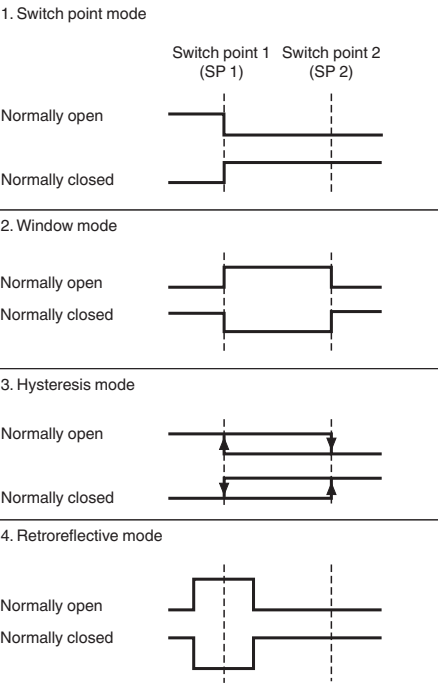 1. Switch point mode
Switch point 1 Switch point 2
(SP 1) (SP 2)
Normally open
Normally closed
2. Window mode
Normally open
Normally closed
3. Hysteresis mode
Normally open
Normally closed
4. Retroreflective mode
Normally open
Normally closed